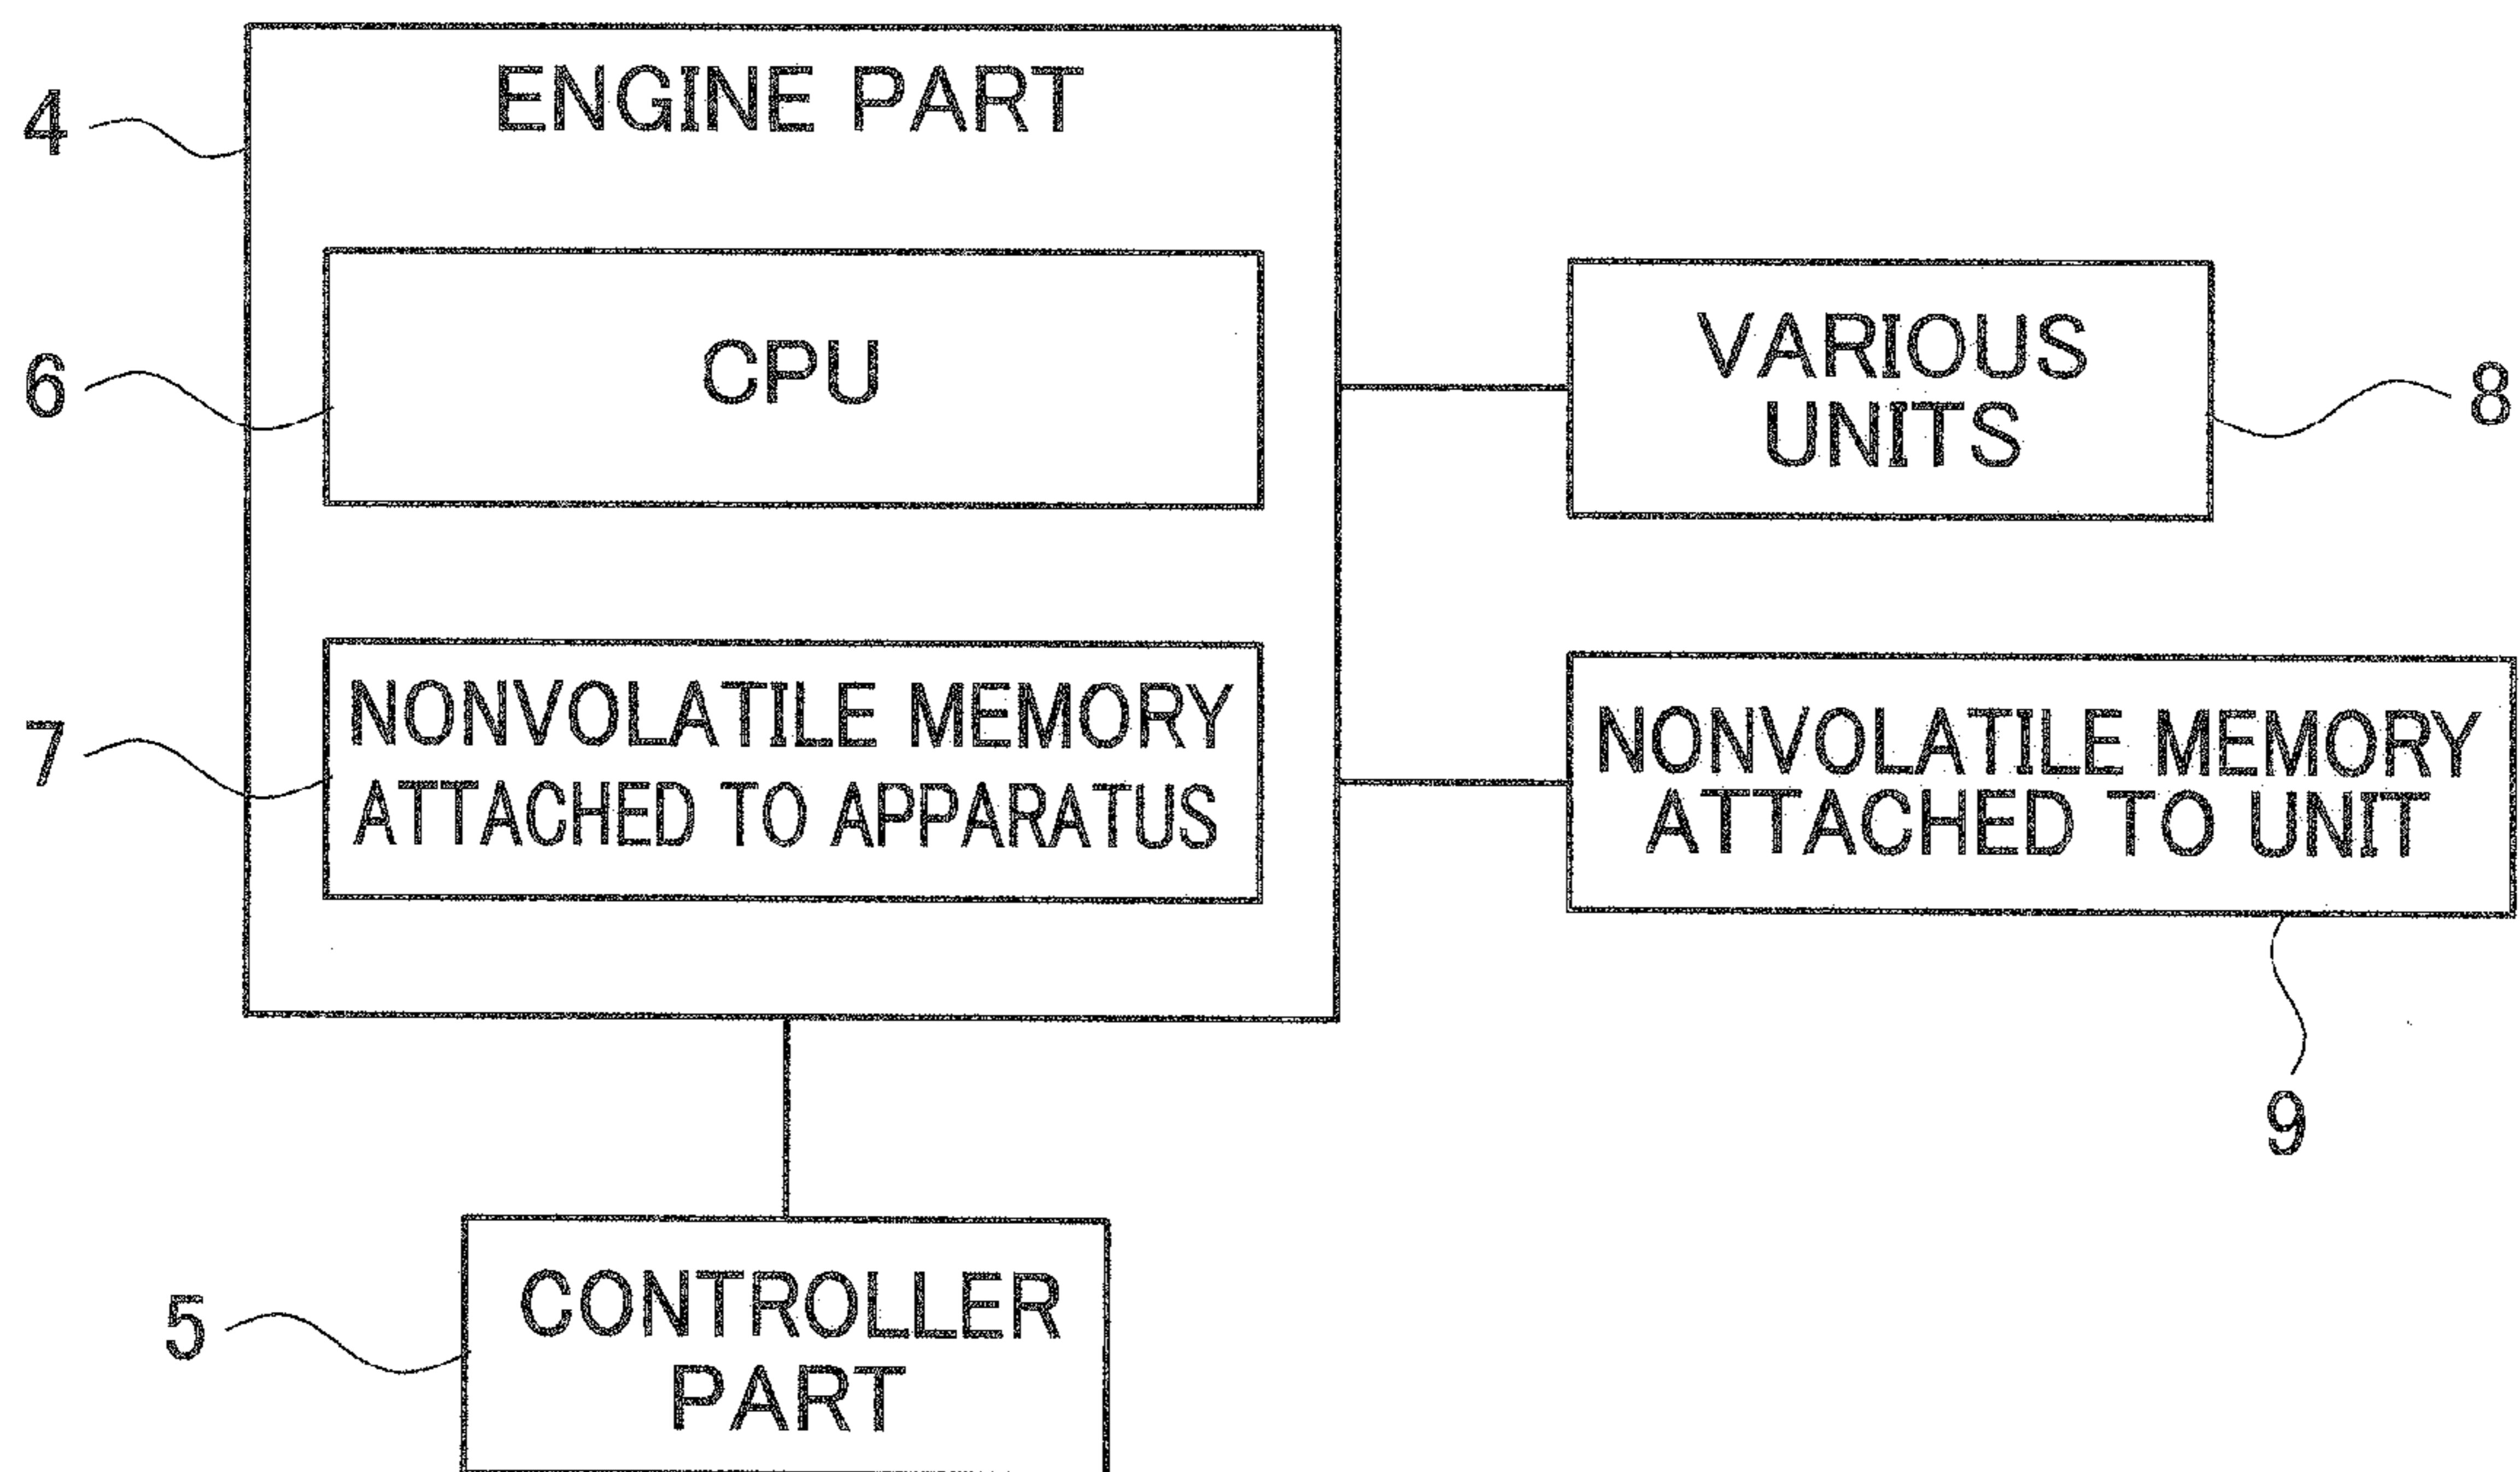 4
ENGINE PART
6
CPU
VARIOUS
UNITS
8
7
NONVOLATILE MEMORY
ATTACHED TO APPARATUS
NONVOLATILE MEMORY
ATTACHED TO UNIT
9
5
CONTROLLER
PART